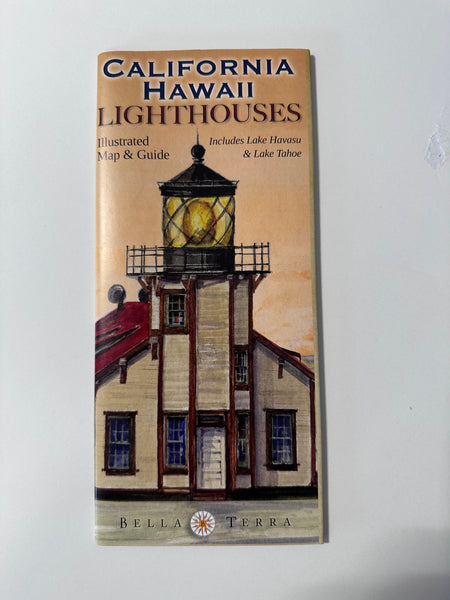 CALIFORNIA
HAWAII
LIGHTHOUSES
Illustrated
Map & Guide
Includes Lake Havasu
& Lake Tahoe
BELLA TERRA